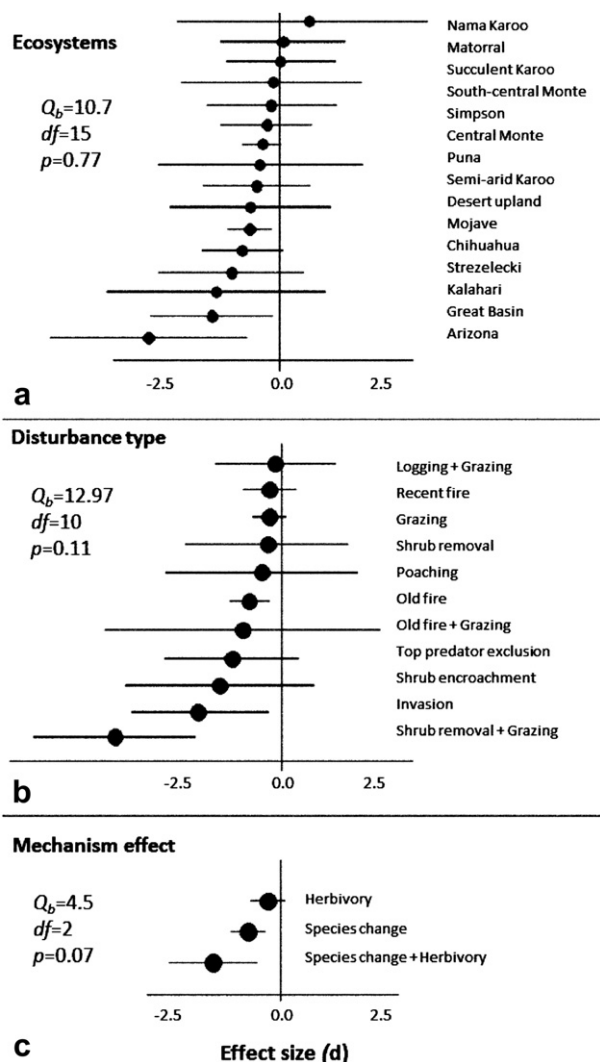 Ecosystems
Qb=10.7
df=15
p=0.77
Nama Karoo
Matorral
Succulent Karoo
South-central Monte
Simpson
Central Monte
Puna
Semi-arid Karoo
Desert upland
Mojave
Chihuahua
Strezelecki
Kalahari
Great Basin
Arizona
-2.5 0.0 2.5
a
Disturbance type
Qb=12.97
df=10
p=0.11
Logging + Grazing
Recent fire
Grazing
Shrub removal
Poaching
Old fire
Old fire + Grazing
Top predator exclusion
Shrub encroachment
Invasion
Shrub removal + Grazing
-2.5 0.0 2.5
b
Mechanism effect
Qb=4.5
df=2
p=0.07
Herbivory
Species change
Species change + Herbivory
-2.5 0.0 2.5
c
Effect size (d)